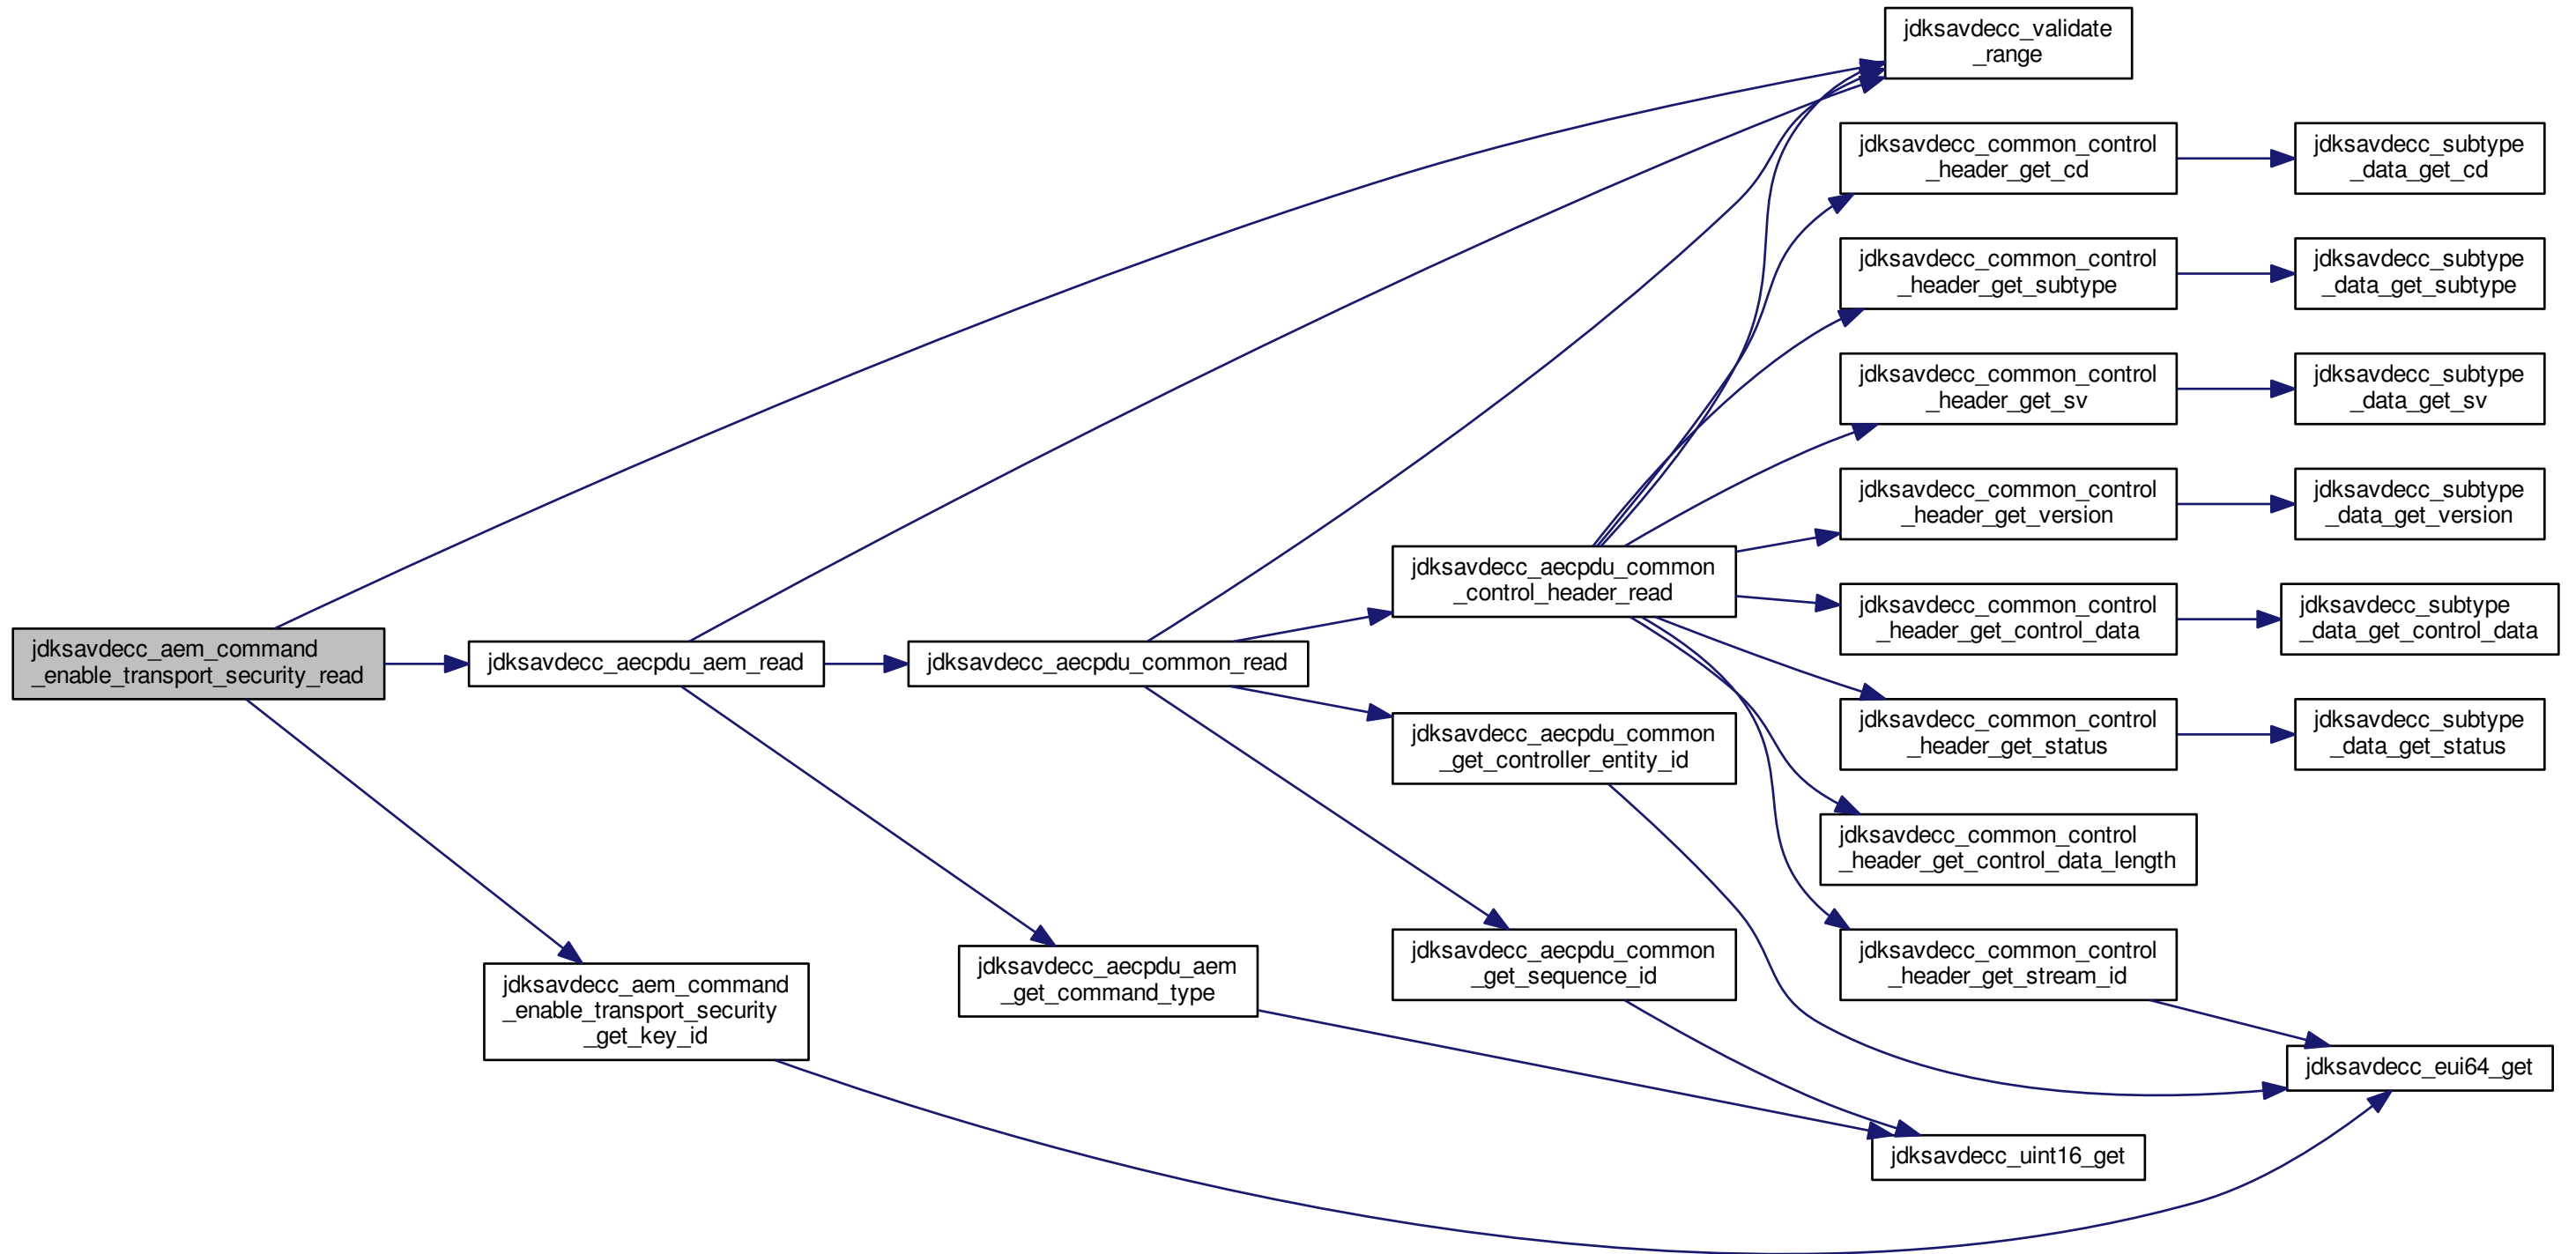 jdksavdecc_aem_command
_enable_transport_security_read
jdksavdecc_aecpdu_aem_read
jdksavdecc_aem_command
_enable_transport_security
_get_key_id
jdksavdecc_aecpdu_common_read
jdksavdecc_aecpdu_aem
_get_command_type
jdksavdecc_aecpdu_common
_control_header_read
jdksavdecc_aecpdu_common
_get_controller_entity_id
jdksavdecc_aecpdu_common
_get_sequence_id
jdksavdecc_validate
_range
jdksavdecc_common_control
_header_get_cd
jdksavdecc_common_control
_header_get_subtype
jdksavdecc_common_control
_header_get_sv
jdksavdecc_common_control
_header_get_version
jdksavdecc_common_control
_header_get_control_data
jdksavdecc_common_control
_header_get_status
jdksavdecc_common_control
_header_get_control_data_length
jdksavdecc_common_control
_header_get_stream_id
jdksavdecc_uint16_get
jdksavdecc_subtype
_data_get_cd
jdksavdecc_subtype
_data_get_subtype
jdksavdecc_subtype
_data_get_sv
jdksavdecc_subtype
_data_get_version
jdksavdecc_subtype
_data_get_control_data
jdksavdecc_subtype
_data_get_status
jdksavdecc_eui64_get